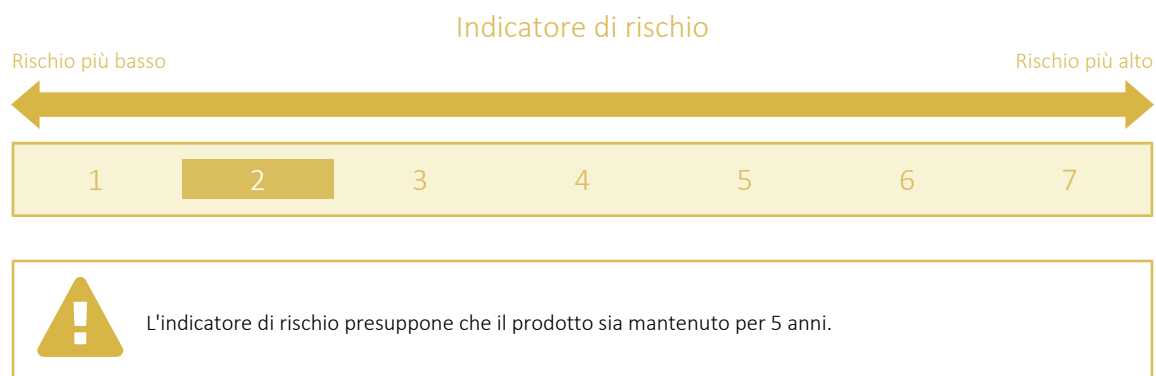 Indicatore di rischio
Rischio più basso Rischio più alto
1 2 3 4 5 6 7
L'indicatore di rischio presuppone che il prodotto sia mantenuto per 5 anni.